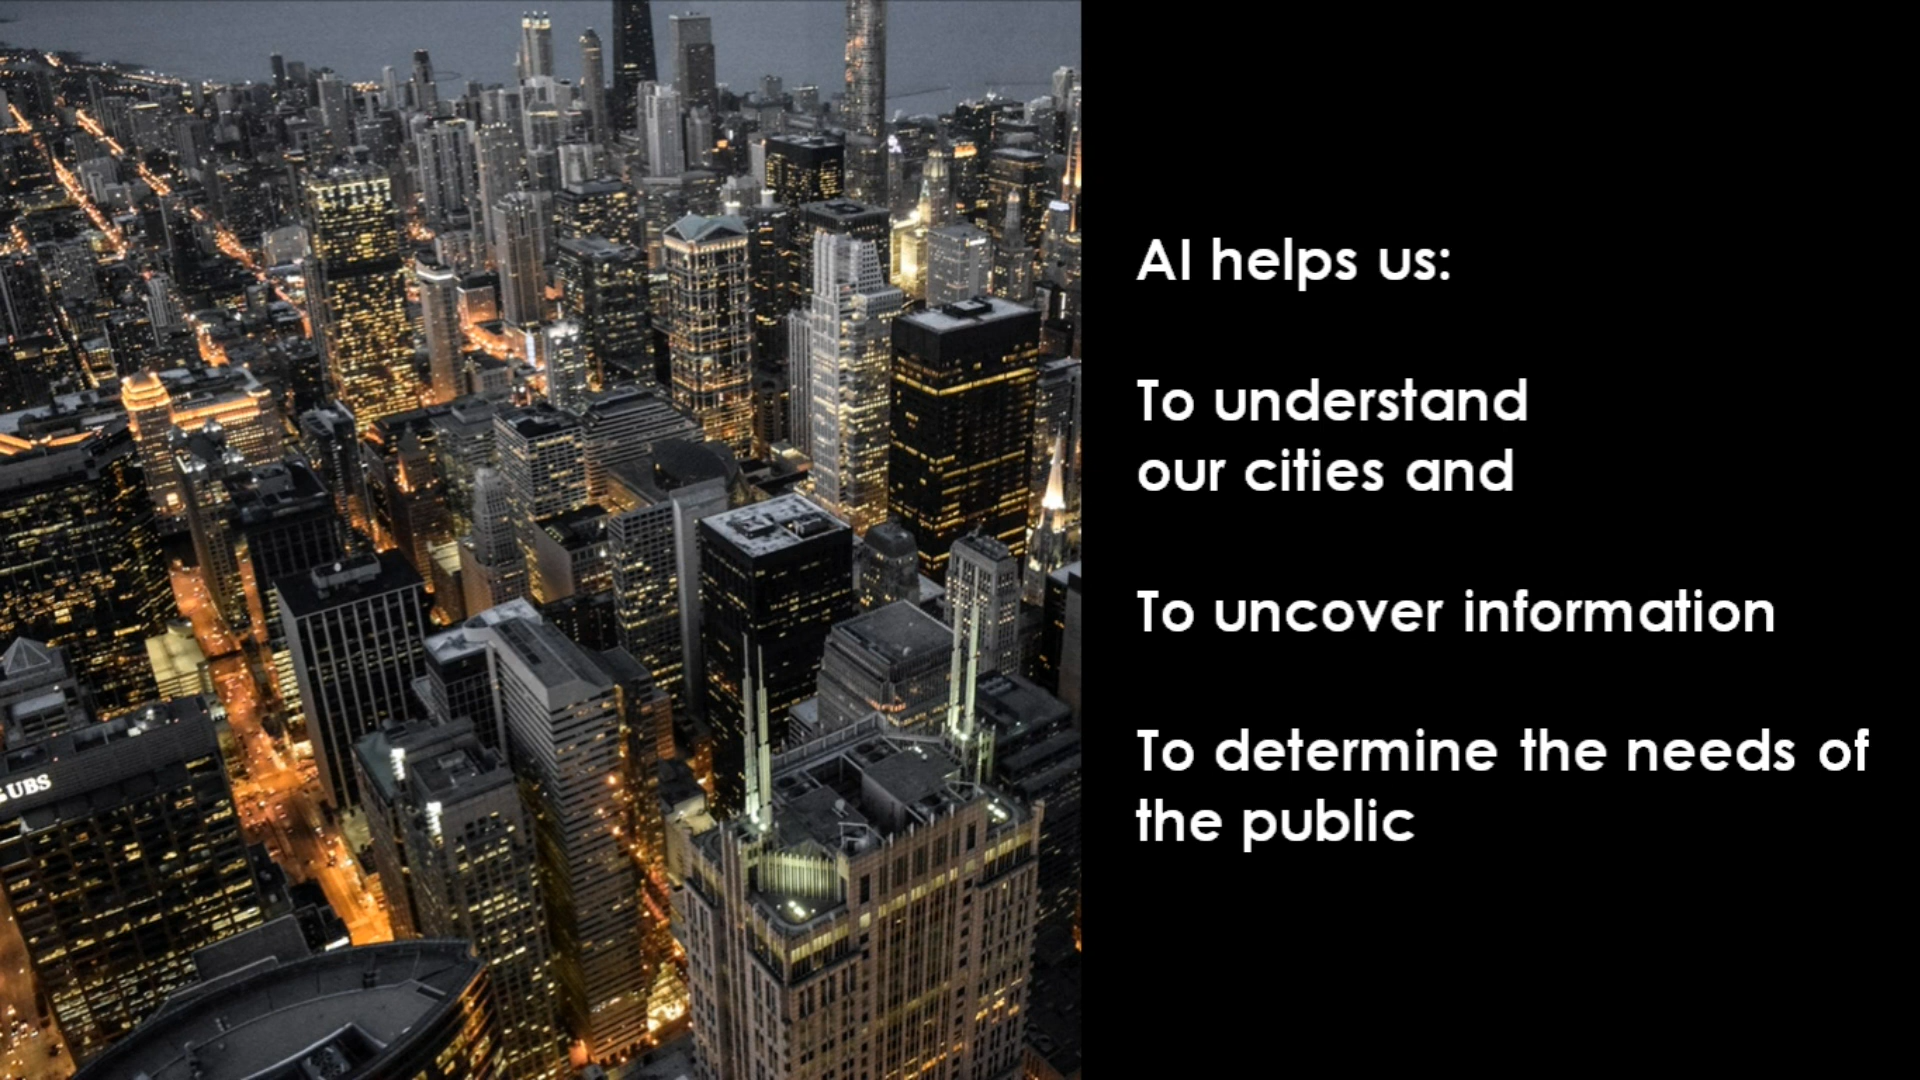 UBS
AI helps us:
To understand
our cities and
To uncover information
To determine the needs of
the public